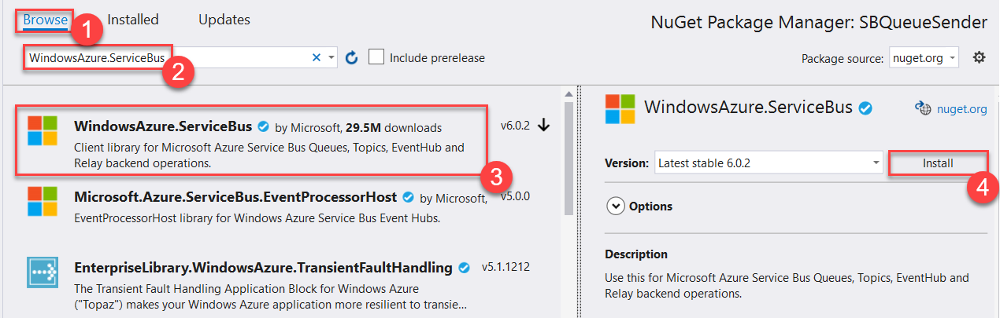 Browse Installed Updates
NuGet Package Manager: SBQueueSender
1
WindowsAzure.ServiceBus
2
Include prerelease
Package source: nuget.org
WindowsAzure.ServiceBus by Microsoft, 29.5M downloads
v6.0.2
Client library for Microsoft Azure Service Bus Queues, Topics, EventHub and
Relay backend operations.
3
Microsoft.Azure.ServiceBus.EventProcessorHost by Microsoft,
v5.0.0
EventProcessorHost library for Windows Azure Service Bus Event Hubs.
EnterpriseLibrary.WindowsAzure.TransientFaultHandling
v5.1.1212
The Transient Fault Handling Application Block for Windows Azure
("Topaz") makes your Windows Azure application more resilient to transie...
WindowsAzure.ServiceBus
nuget.org
Version: Latest stable 6.0.2
Install
4
Options
Description
Use this for Microsoft Azure Service Bus Queues, Topics, EventHub and
Relay backend operations.